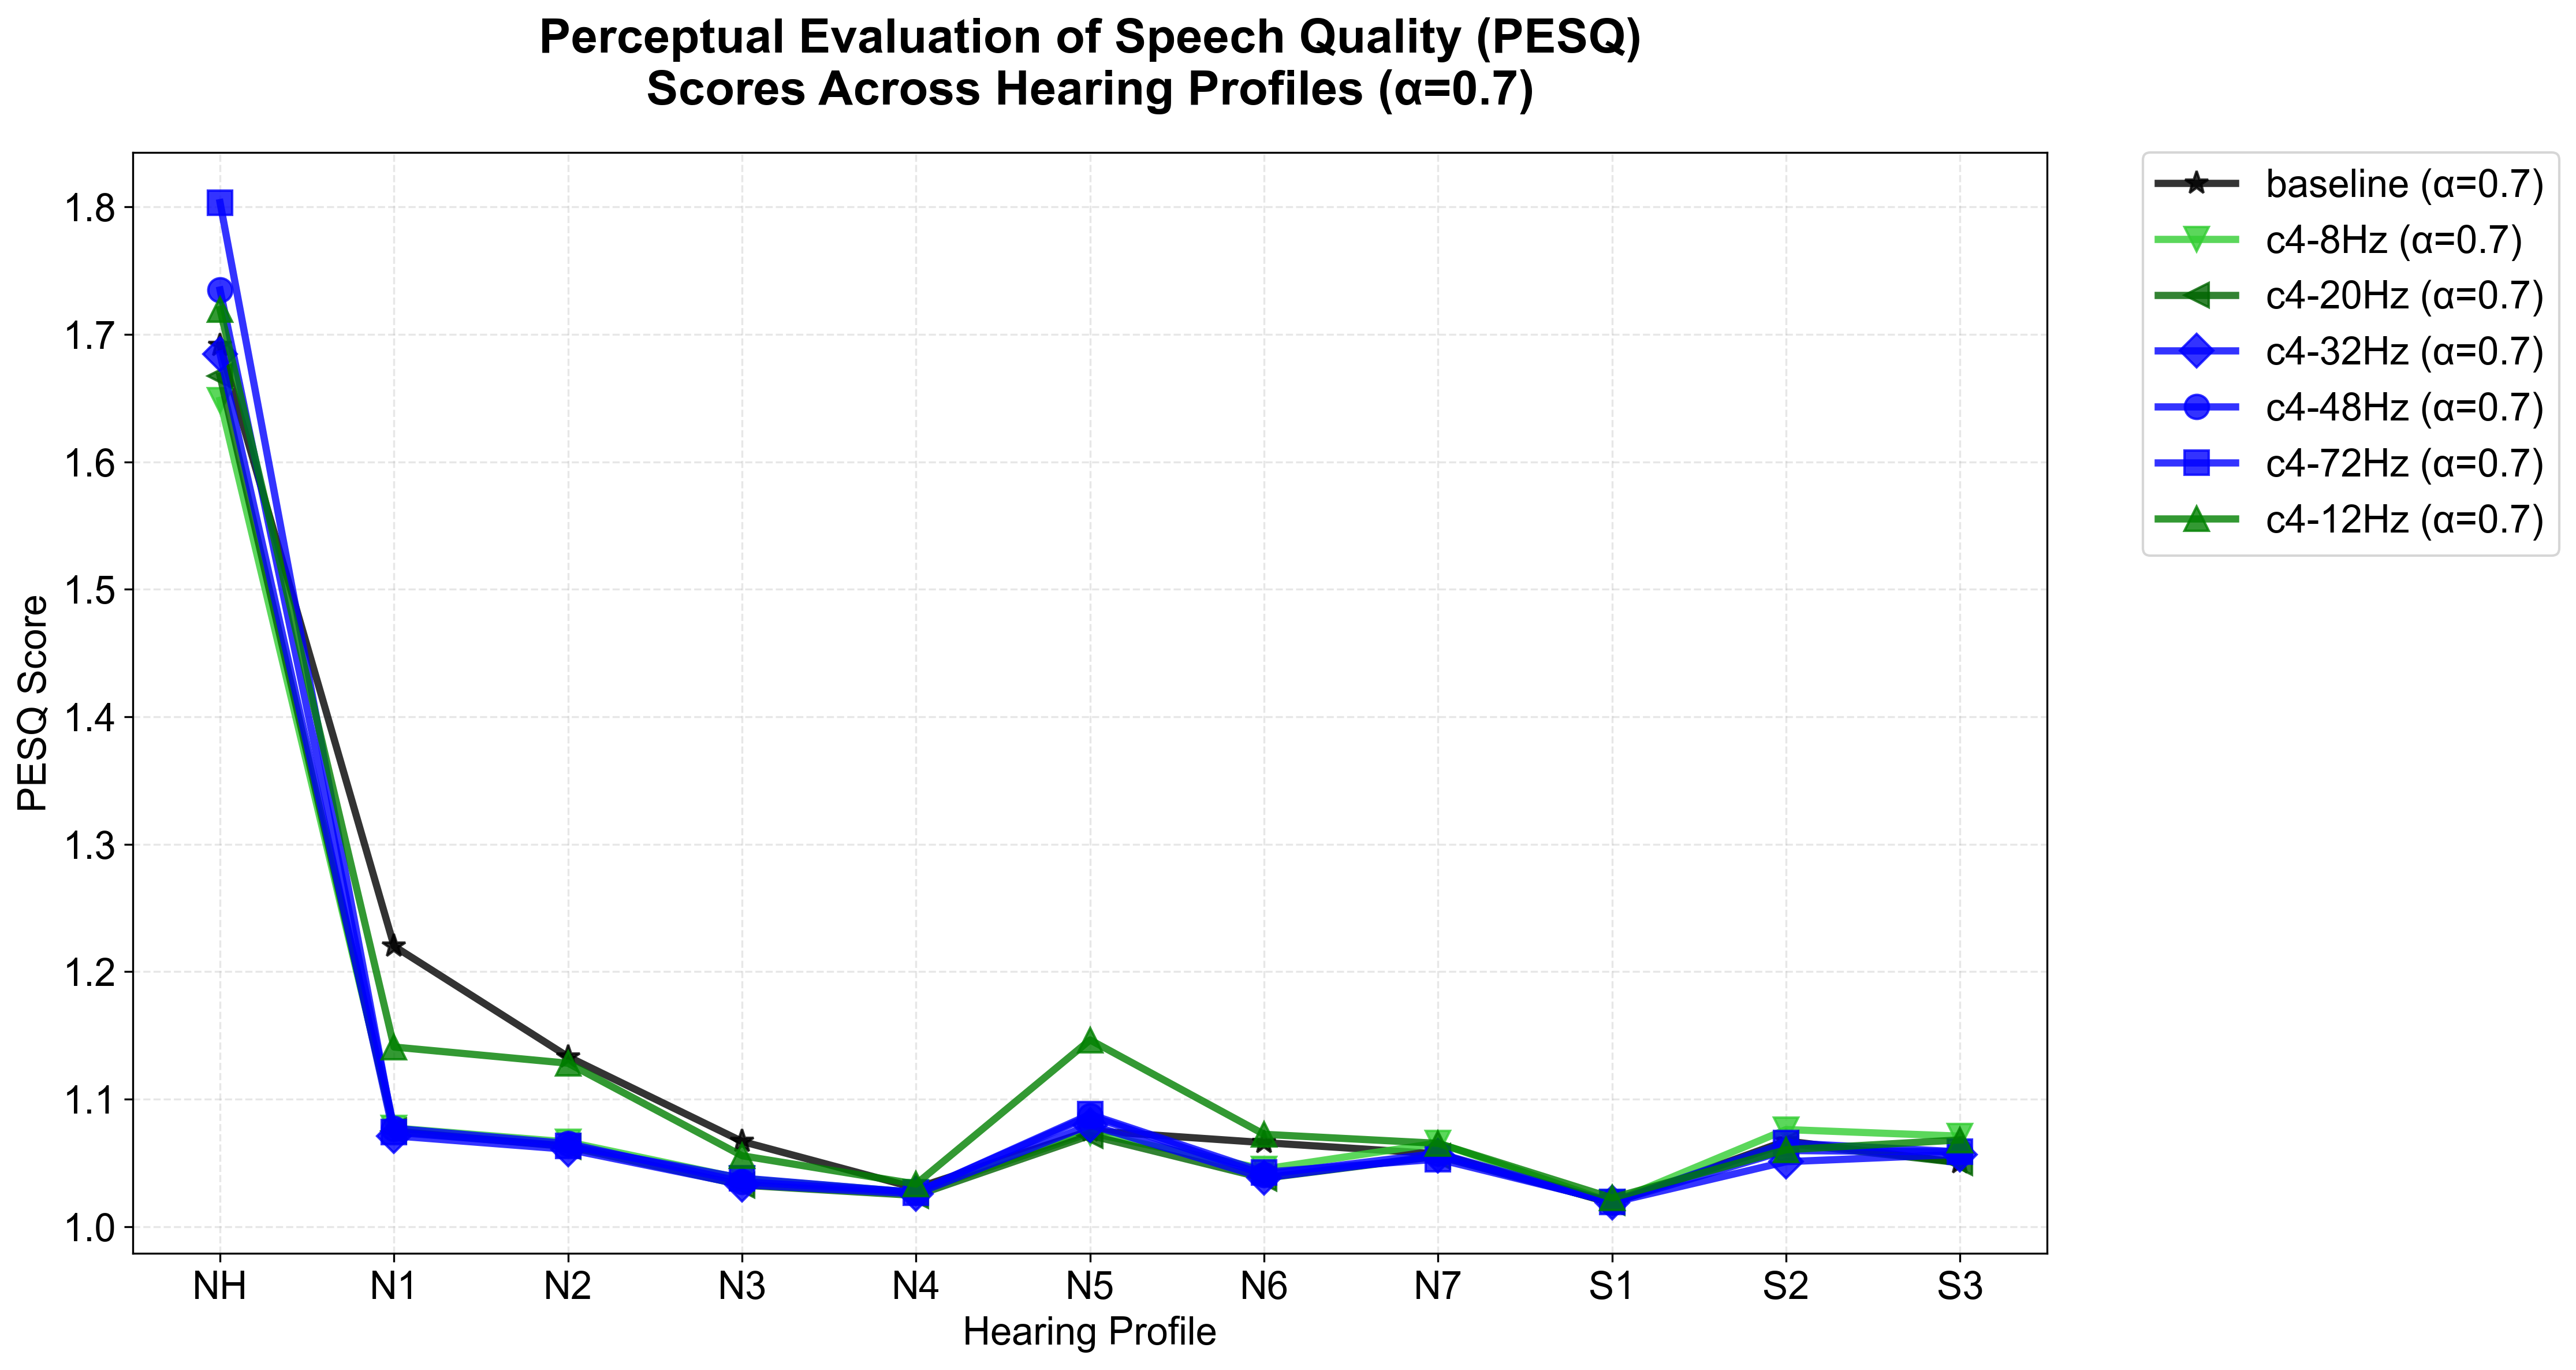 Perceptual Evaluation of Speech Quality (PESQ)
Scores Across Hearing Profiles (α=0.7)
PESQ Score
1.8
1.7
1.6
1.5
1.4
1.3
1.2
1.1
1.0
NH N1 N2 N3 N4 N5 N6 N7 S1 S2 S3
Hearing Profile
baseline (α=0.7)
c4-8Hz (α=0.7)
c4-20Hz (α=0.7)
c4-32Hz (α=0.7)
c4-48Hz (α=0.7)
c4-72Hz (α=0.7)
c4-12Hz (α=0.7)